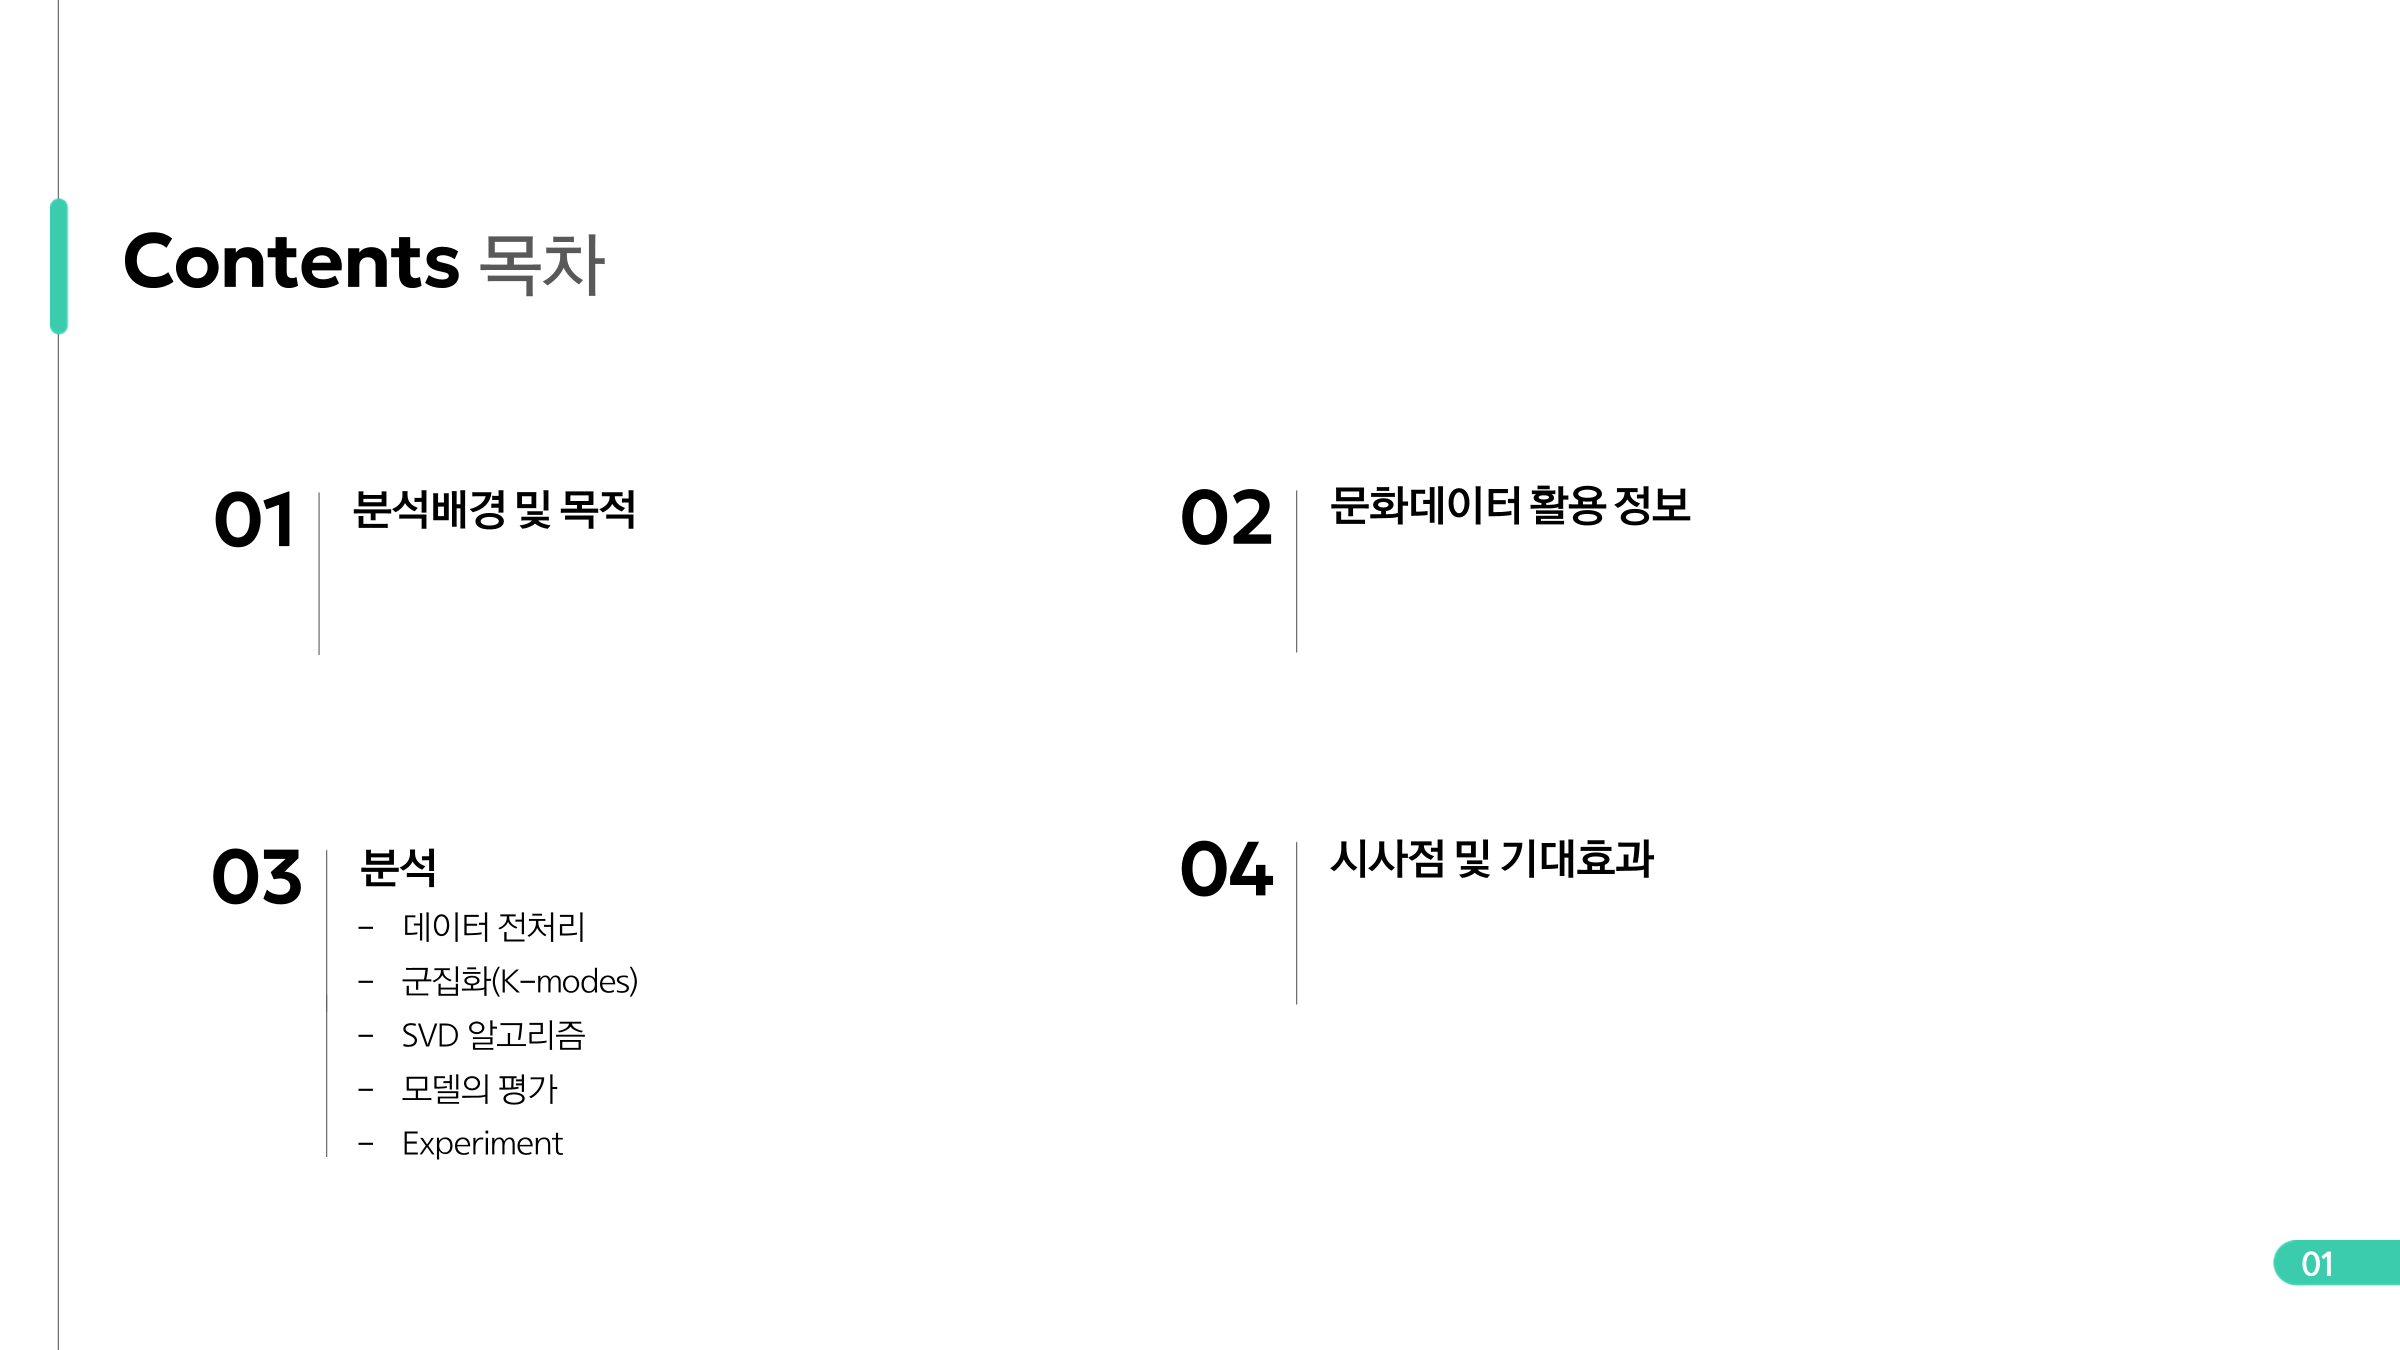 Contents 목차
01
분석배경 및 목적
02
문화데이터 활용 정보
03
분석
- 데이터 전처리
- 군집화(K-modes)
- SVD 알고리즘
- 모델의 평가
- Experiment
04
시사점 및 기대효과
01